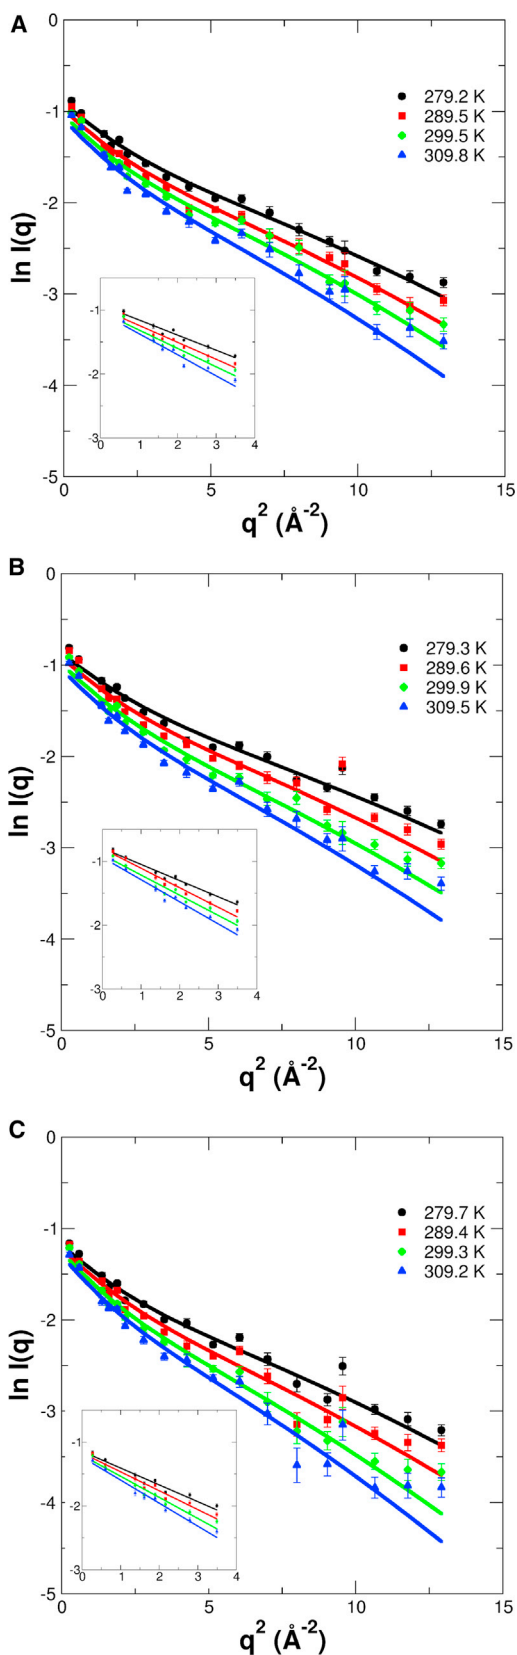 A
0
-1
-2
-3
-4
-5
ln I(q)
279.2 K
289.5 K
299.5 K
309.8 K
-1
-2
-3
0 1 2 3 4
0 5 10 15
q² (Å⁻²)
B
0
-1
-2
-3
-4
-5
ln I(q)
279.3 K
289.6 K
299.9 K
309.5 K
-1
-2
-3
0 1 2 3 4
0 5 10 15
q² (Å⁻²)
C
0
-1
-2
-3
-4
-5
ln I(q)
279.7 K
289.4 K
299.3 K
309.2 K
-1
-2
-3
0 1 2 3 4
0 5 10 15
q² (Å⁻²)